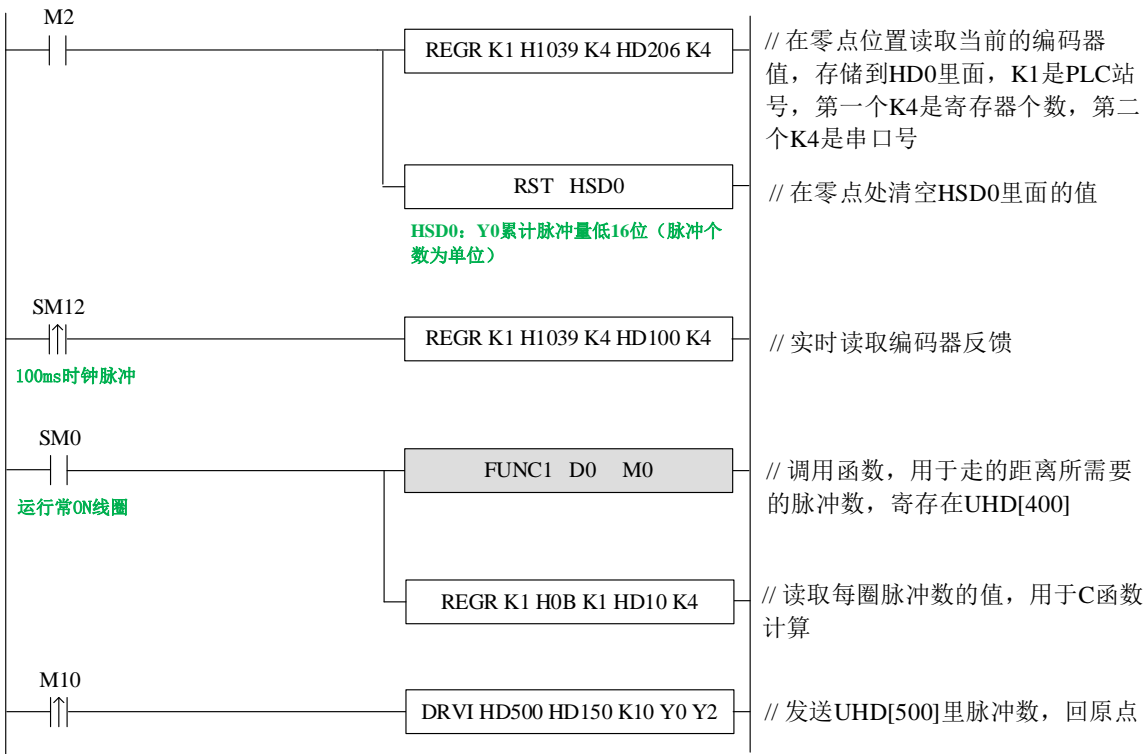 M2
REGR K1 H1039 K4 HD206 K4
// 在零点位置读取当前的编码器
值，存储到HD0里面，K1是PLC站
号，第一个K4是寄存器个数，第二
个K4是串口号
RST HSD0
// 在零点处清空HSD0里面的值
HSD0：Y0累计脉冲量低16位（脉冲个
数为单位）
SM12
REGR K1 H1039 K4 HD100 K4
// 实时读取编码器反馈
100ms时钟脉冲
SM0
FUNC1 D0 M0
// 调用函数，用于走的距离所需要
的脉冲数，寄存在UHD[400]
运行常ON线圈
REGR K1 H0B K1 HD10 K4
// 读取每圈脉冲数的值，用于C函数
计算
M10
DRVI HD500 HD150 K10 Y0 Y2
// 发送UHD[500]里脉冲数，回原点